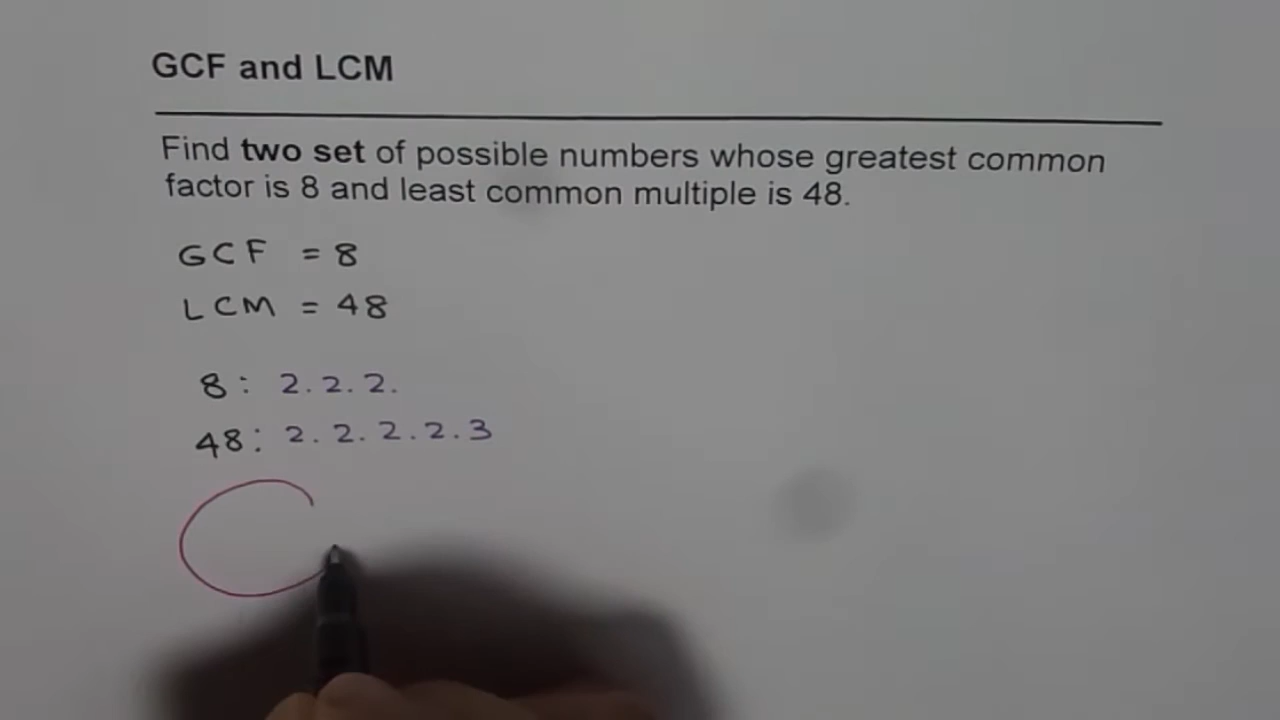 GCF and LCM
Find two set of possible numbers whose greatest common
factor is 8 and least common multiple is 48.
GCF = 8
LCM = 48
8: 2.2.2.
48: 2.2.2.2.3